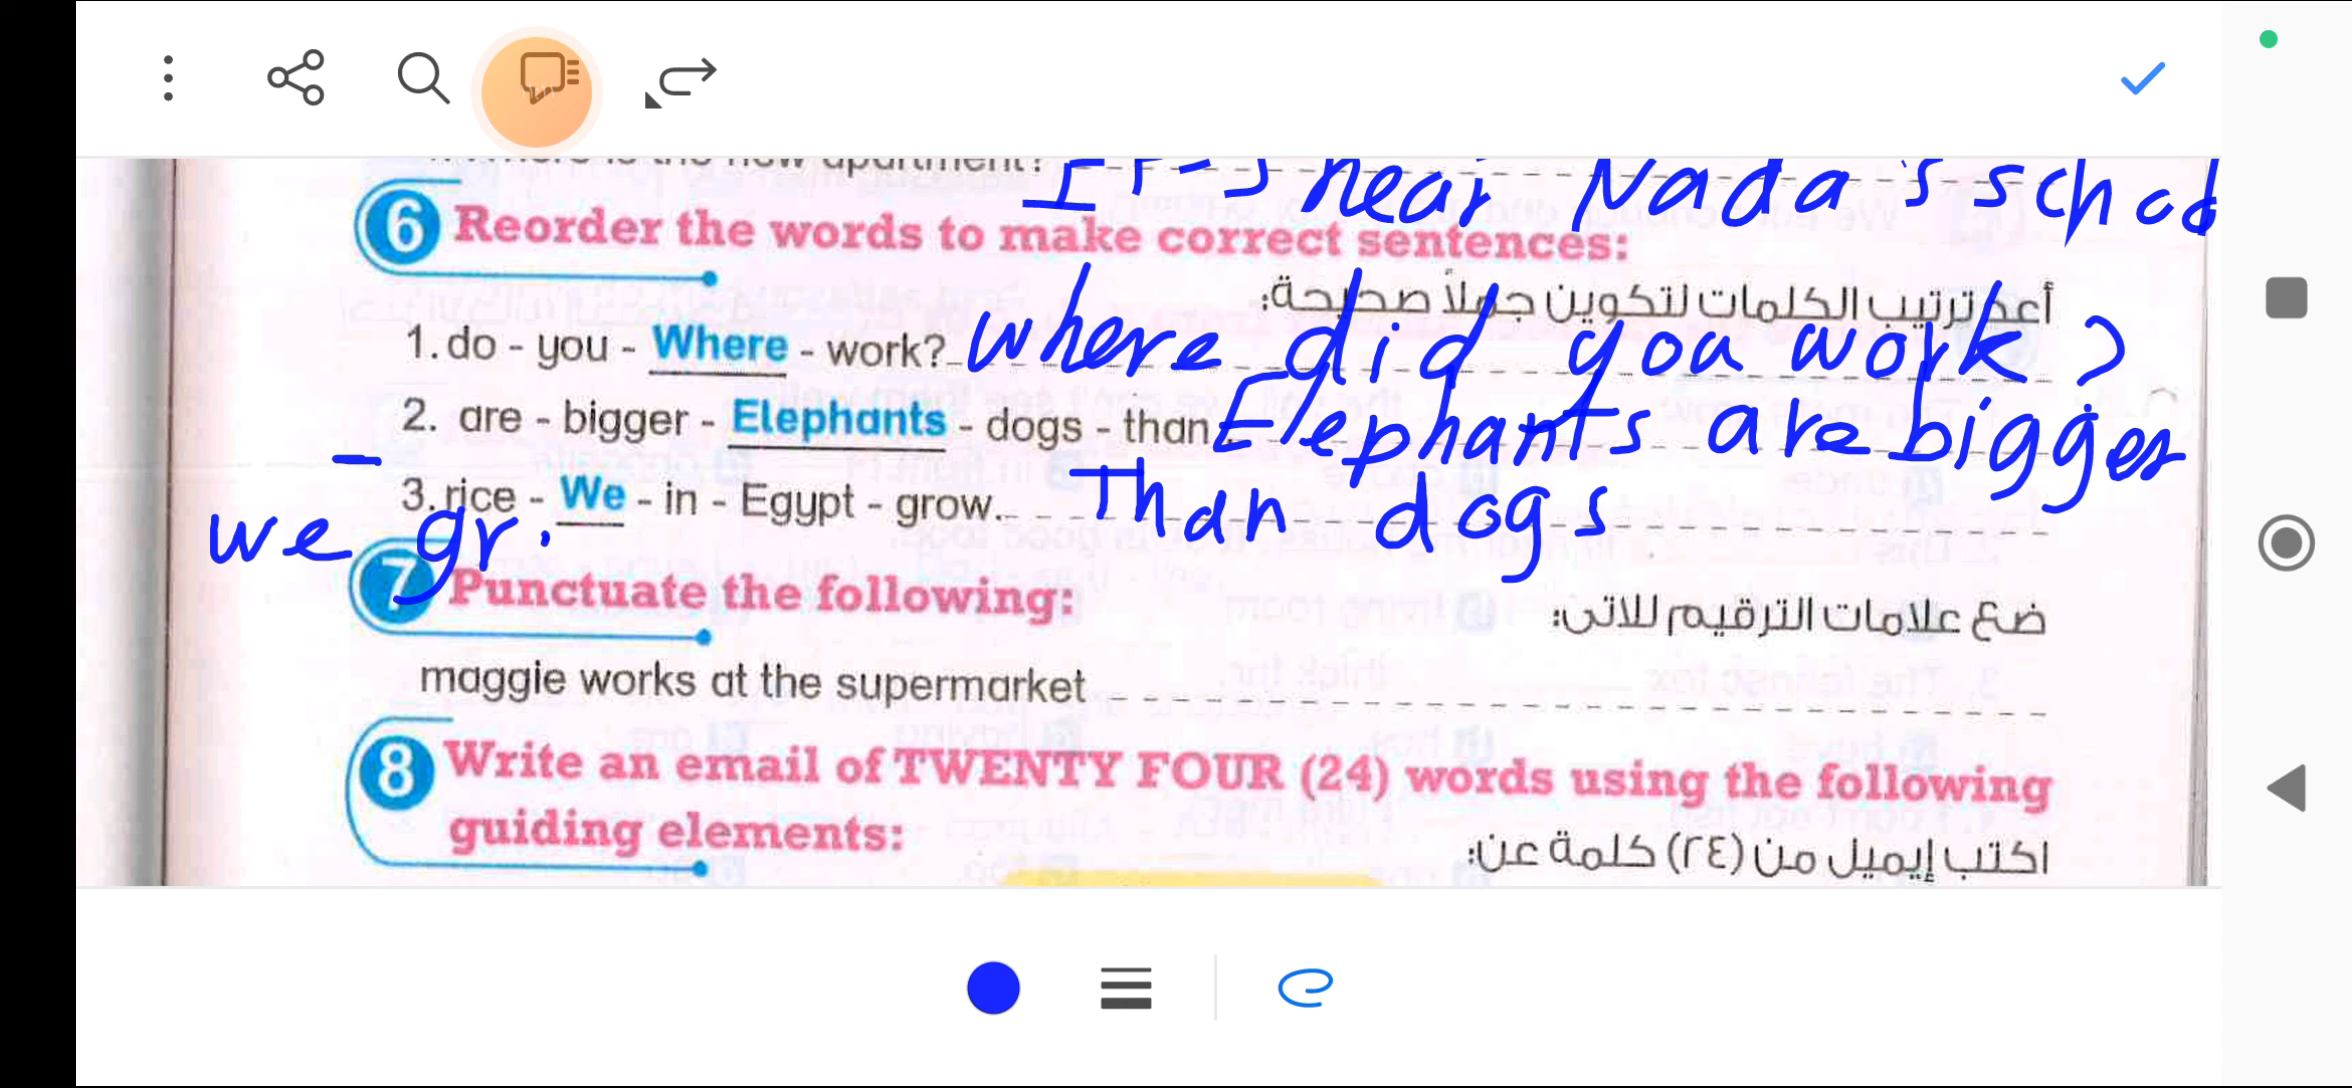 It's near Nada's school
6 Reorder the words to make correct sentences:
أعد ترتيب الكلمات لتكوين جملاً صحيحة:
1. do - you - Where - work?
where did you work?
2. are - bigger - Elephants - dogs - than.
Elephants are bigger
Than dogs
3. rice - We - in - Egypt - grow.
we gr.
7 Punctuate the following:
ضع علامات الترقيم للاتى:
maggie works at the supermarket
8 Write an email of TWENTY FOUR (24) words using the following
guiding elements:
اكتب إيميل من (٢٤) كلمة عن: